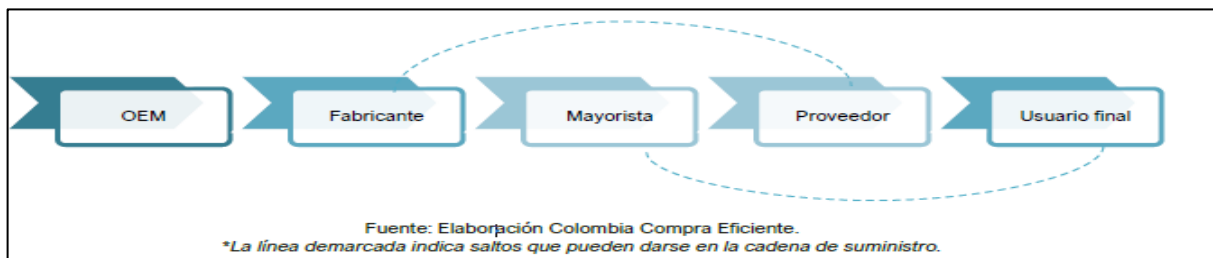 OEM
Fabricante
Mayorista
Proveedor
Usuario final
Fuente: Elaboración Colombia Compra Eficiente.
*La línea demarcada indica saltos que pueden darse en la cadena de suministro.